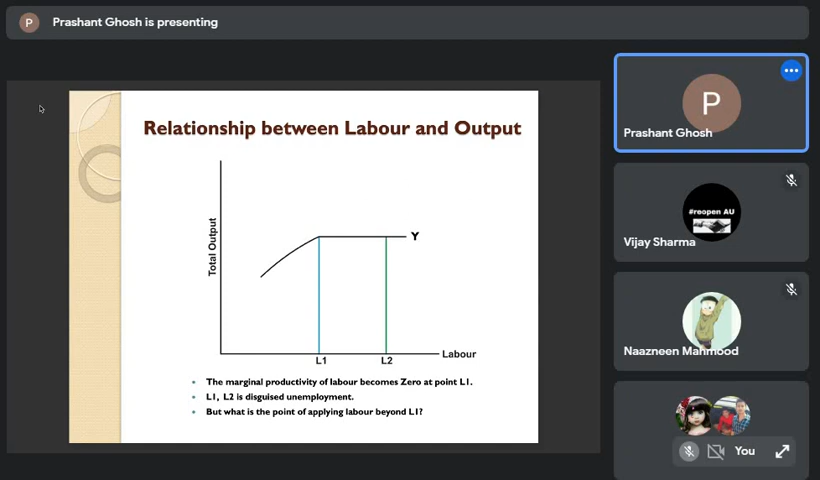 P
Prashant Ghosh is presenting
Relationship between Labour and Output
Total Output
Y
Labour
L1
L2
• The marginal productivity of labour becomes Zero at point L1.
• L1, L2 is disguised unemployment.
• But what is the point of applying labour beyond L1?
P
Prashant Ghosh
#reopen AU
Vijay Sharma
Naazneen Mahmood
You